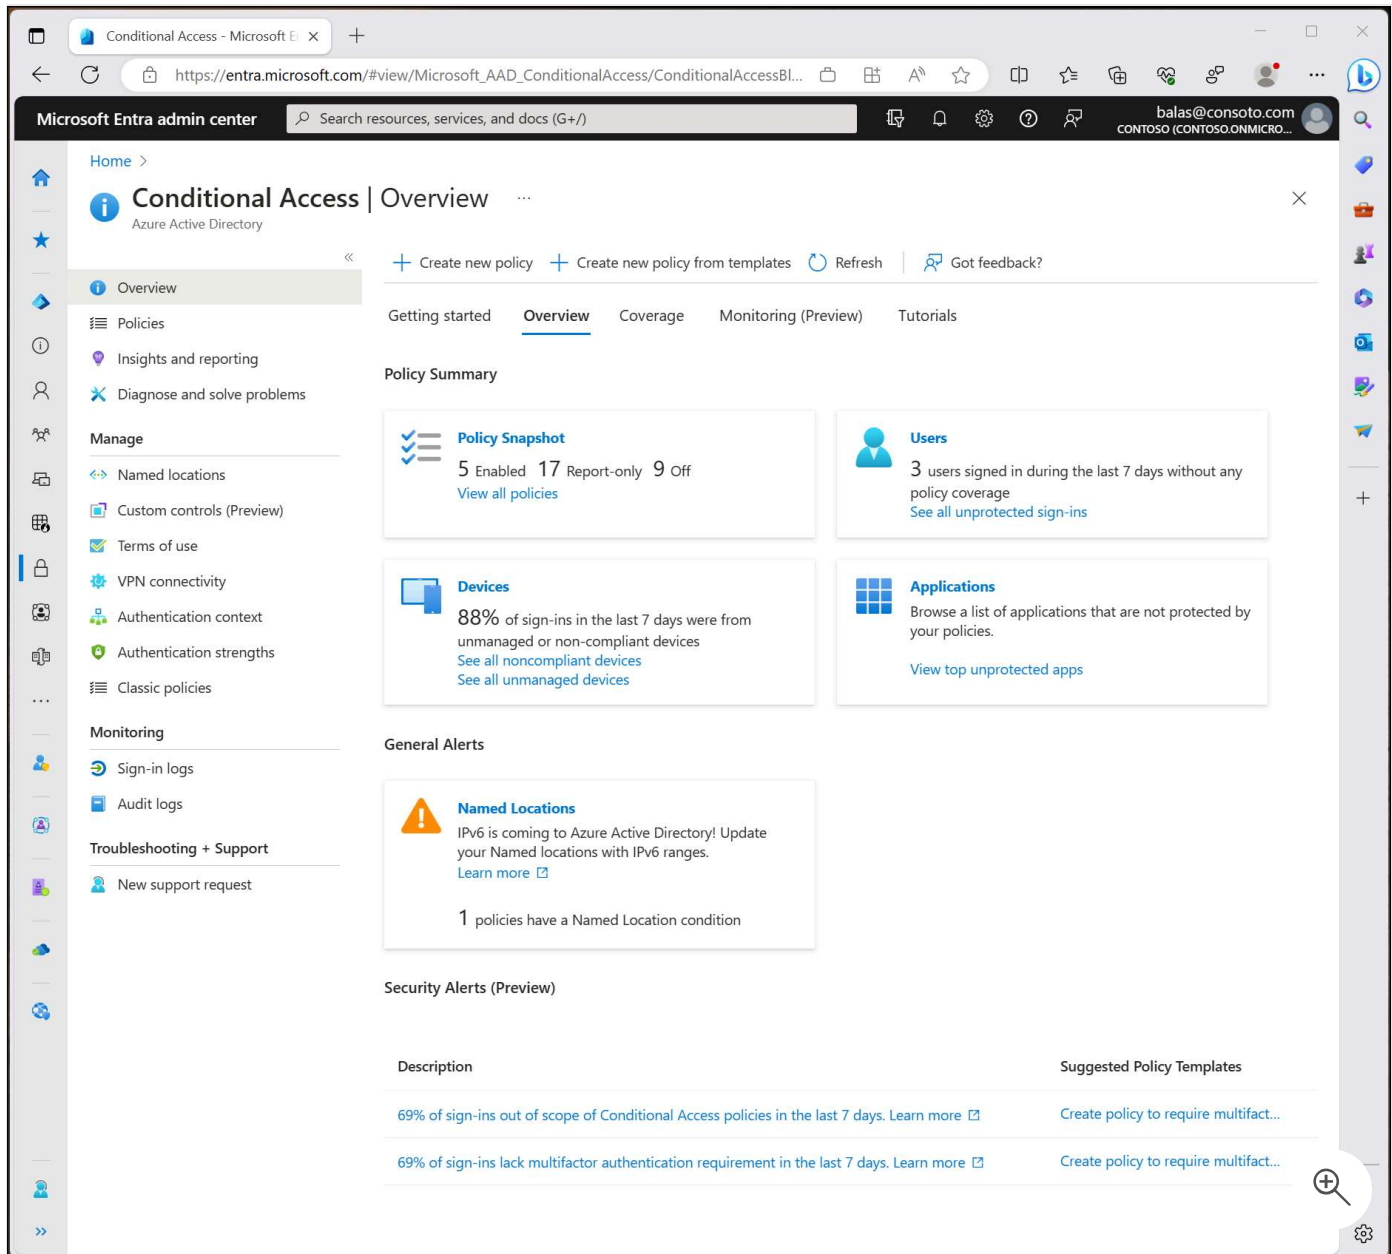 Conditional Access - Microsoft E
https://entra.microsoft.com/#view/Microsoft_AAD_ConditionalAccess/ConditionalAccessBl...
Microsoft Entra admin center
Search resources, services, and docs (G+/)
balas@consoto.com
CONTOSO (CONTOSO.ONMICRO...
Home >
Conditional Access | Overview ...
Azure Active Directory
Create new policy
Create new policy from templates
Refresh
Got feedback?
Overview
Policies
Insights and reporting
Diagnose and solve problems
Manage
Named locations
Custom controls (Preview)
Terms of use
VPN connectivity
Authentication context
Authentication strengths
Classic policies
Monitoring
Sign-in logs
Audit logs
Troubleshooting + Support
New support request
Getting started
Overview
Coverage
Monitoring (Preview)
Tutorials
Policy Summary
Policy Snapshot
5 Enabled 17 Report-only 9 Off
View all policies
Users
3 users signed in during the last 7 days without any
policy coverage
See all unprotected sign-ins
Devices
88% of sign-ins in the last 7 days were from
unmanaged or non-compliant devices
See all noncompliant devices
See all unmanaged devices
Applications
Browse a list of applications that are not protected by
your policies.
View top unprotected apps
General Alerts
Named Locations
IPv6 is coming to Azure Active Directory! Update
your Named locations with IPv6 ranges.
Learn more
1 policies have a Named Location condition
Security Alerts (Preview)
Description
Suggested Policy Templates
69% of sign-ins out of scope of Conditional Access policies in the last 7 days. Learn more
Create policy to require multifact...
69% of sign-ins lack multifactor authentication requirement in the last 7 days. Learn more
Create policy to require multifact...